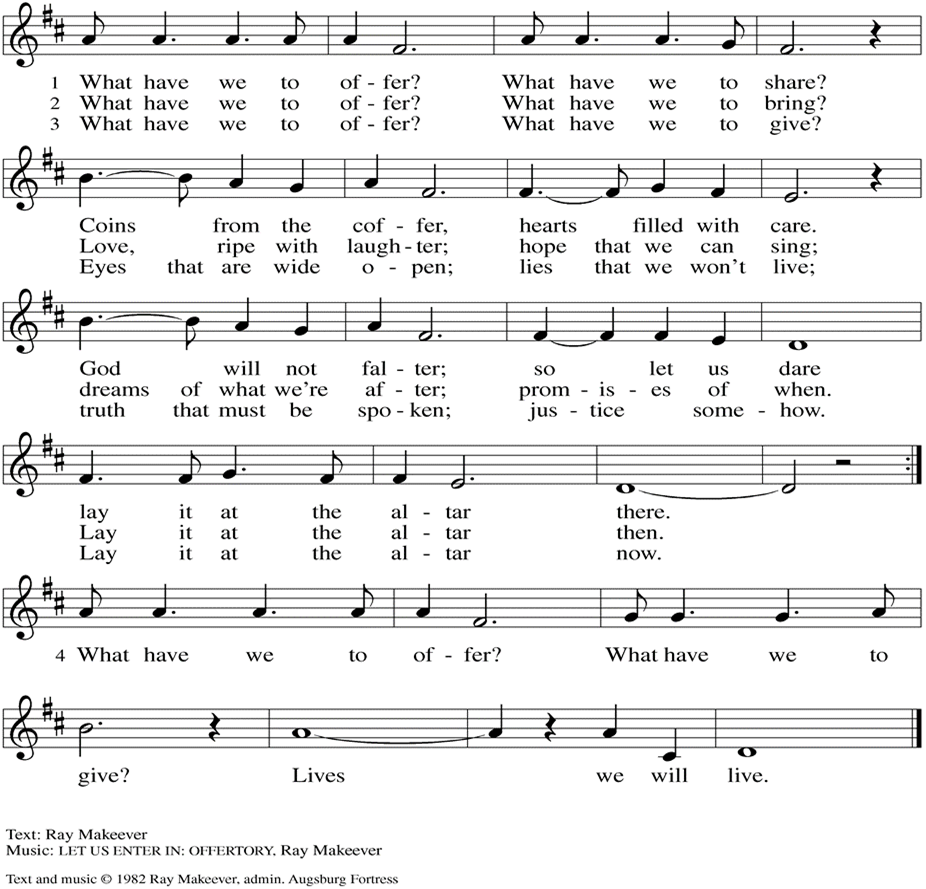 1 What have we to of - fer? What have we to share?
2 What have we to of - fer? What have we to bring?
3 What have we to of - fer? What have we to give?
Coins from the cof - fer, hearts filled with care.
Love, ripe with laugh - ter; hope that we can sing;
Eyes that are wide o - pen; lies that we won't live;
God will not fal - ter; so let us dare
dreams of what we're af - ter; prom - is - es of when.
truth that must be spo - ken; jus - tice some - how.
lay it at the al - tar there.
Lay it at the al - tar then.
Lay it at the al - tar now.
4 What have we to of - fer? What have we to
give? Lives we will live.
Text: Ray Makeever
Music: LET US ENTER IN: OFFERTORY, Ray Makeever
Text and music © 1982 Ray Makeever, admin. Augsburg Fortress